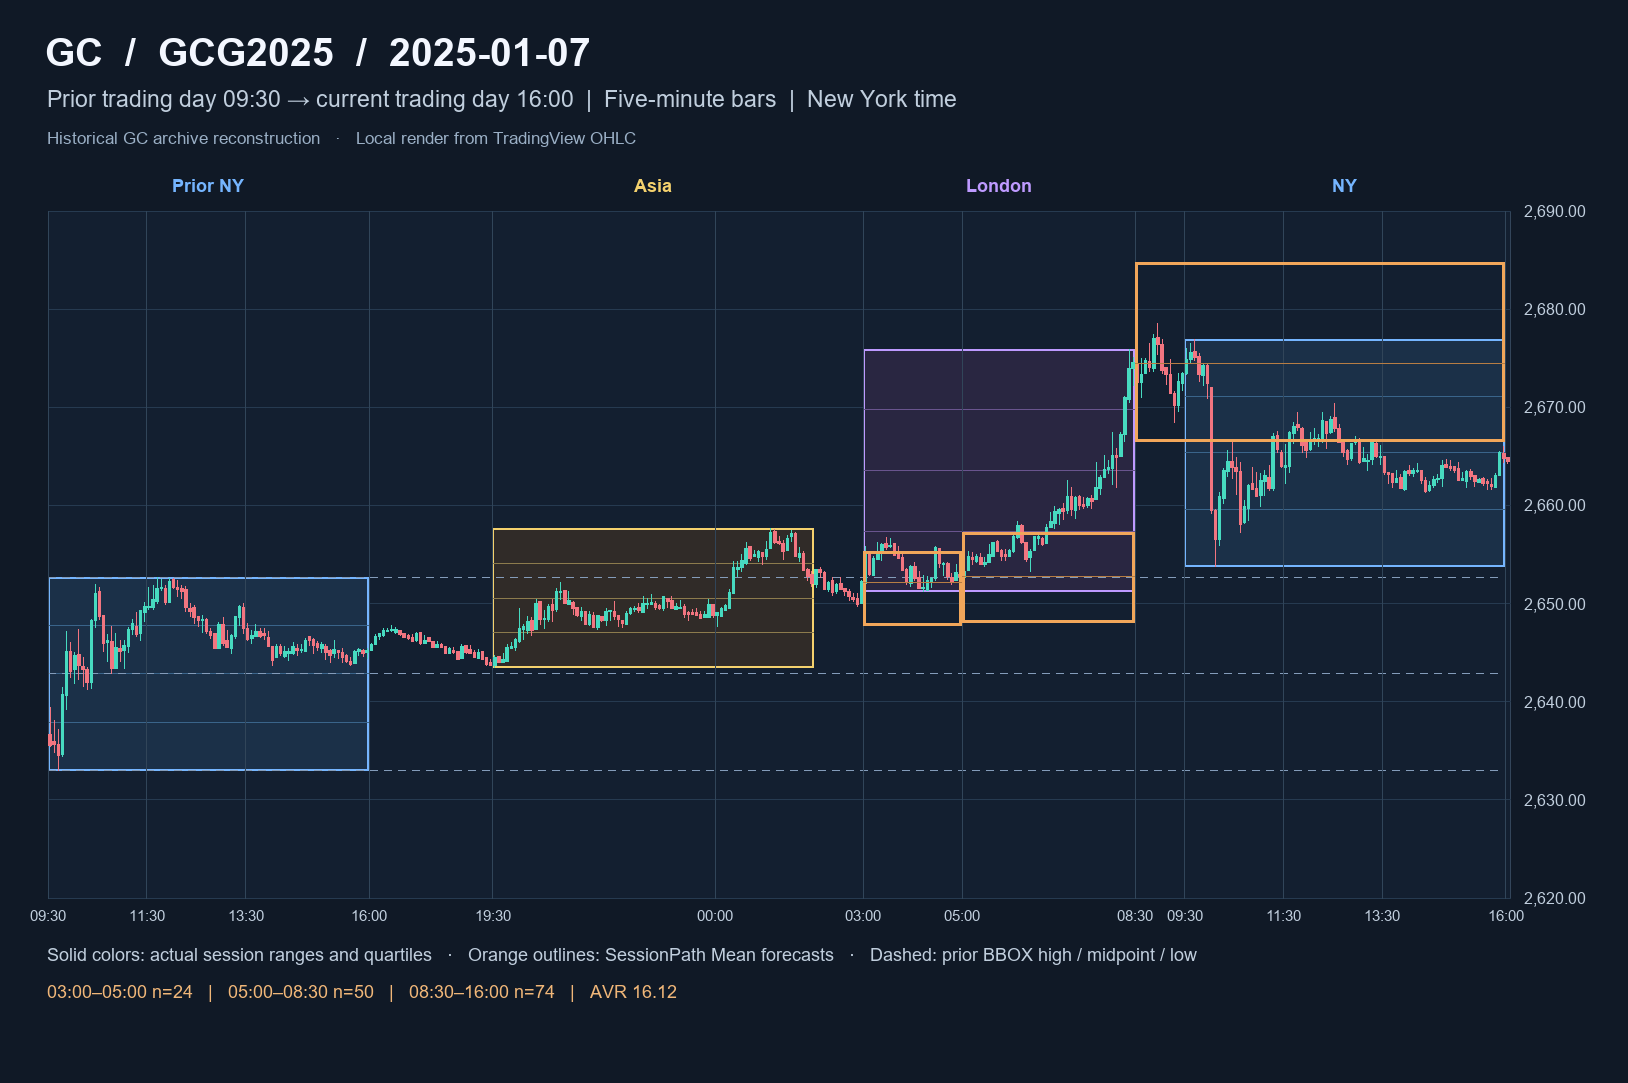 GC / GCG2025 / 2025-01-07
Prior trading day 09:30 → current trading day 16:00 | Five-minute bars | New York time
Historical GC archive reconstruction · Local render from TradingView OHLC
Prior NY Asia London NY
2,690.00
2,680.00
2,670.00
2,660.00
2,650.00
2,640.00
2,630.00
2,620.00
09:30 11:30 13:30 16:00 19:30 00:00 03:00 05:00 08:30 09:30 11:30 13:30 16:00
Solid colors: actual session ranges and quartiles · Orange outlines: SessionPath Mean forecasts · Dashed: prior BBOX high / midpoint / low
03:00–05:00 n=24 | 05:00–08:30 n=50 | 08:30–16:00 n=74 | AVR 16.12